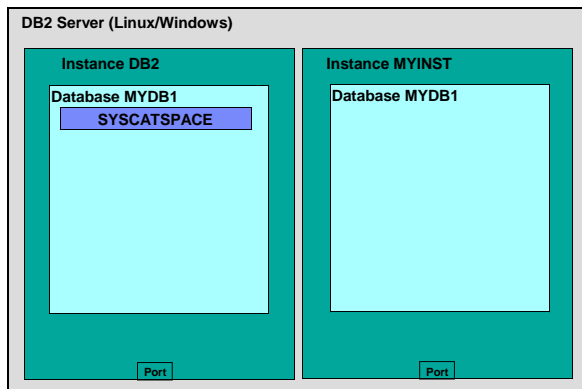 DB2 Server (Linux/Windows)
Instance DB2
Database MYDB1
SYSCATSPACE
Port
Instance MYINST
Database MYDB1
Port